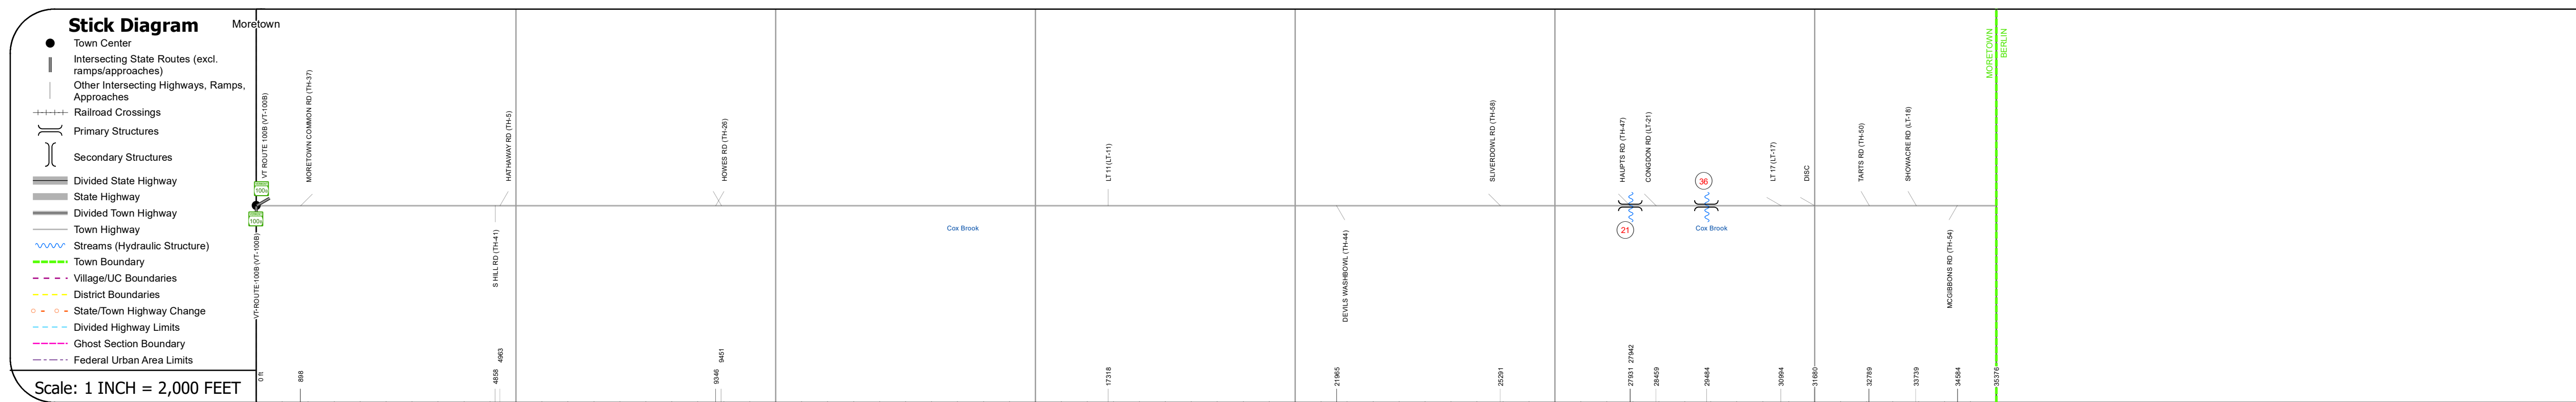 Stick Diagram
Town Center
Intersecting State Routes (excl.
ramps/approaches)
Other Intersecting Highways, Ramps,
Approaches
Railroad Crossings
Primary Structures
Secondary Structures
Divided State Highway
State Highway
Divided Town Highway
Town Highway
Streams (Hydraulic Structure)
Town Boundary
Village/UC Boundaries
District Boundaries
State/Town Highway Change
Divided Highway Limits
Ghost Section Boundary
Federal Urban Area Limits
Scale: 1 INCH = 2,000 FEET
Moretown
VT ROUTE 100B (VT-100B)
MORETOWN COMMON RD (TH-37)
HATHAWAY RD (TH-5)
HOWES RD (TH-26)
LT 11 (LT-11)
SLIVERDOWL RD (TH-58)
HAUPTS RD (TH-47)
CONGDON RD (LT-21)
36
LT 17 (LT-17)
DISC
TARTS RD (TH-50)
SHOWACRE RD (LT-18)
MORETOWN
BERLIN
100B
100B
VT-ROUTE-100B (VT-100B)
S HILL RD (TH-41)
Cox Brook
DEVILS WASHBOWL (TH-44)
21
Cox Brook
MCGIBBONS RD (TH-54)
0 ft
898
4858
4963
9346
9451
17318
21965
25291
27931
27942
28459
29484
30994
31680
32789
33739
34584
35376